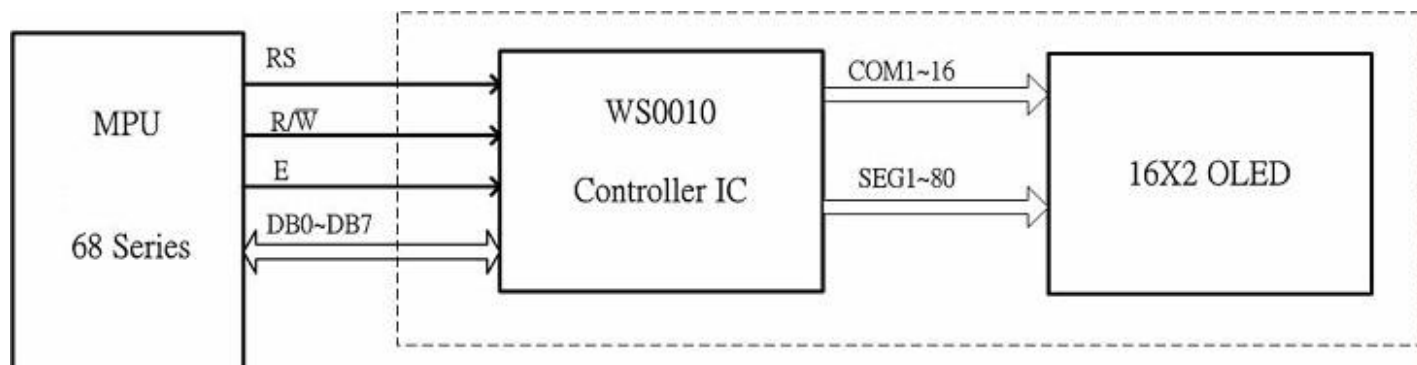 MPU
68 Series
RS
R/W̅
E
DB0~DB7
WS0010
Controller IC
COM1~16
SEG1~80
16X2 OLED